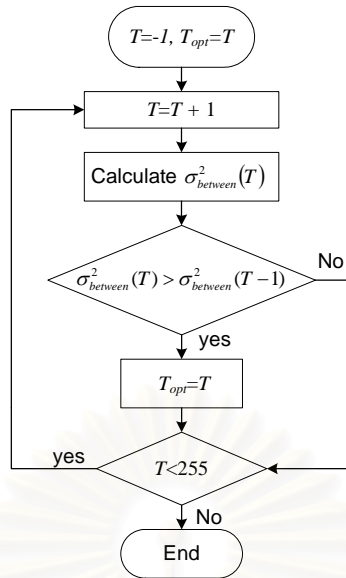 T=-1, T_opt=T
T=T + 1
Calculate σ²_between(T)
σ²_between(T) > σ²_between(T−1)
No
yes
T_opt=T
yes
T<255
No
End